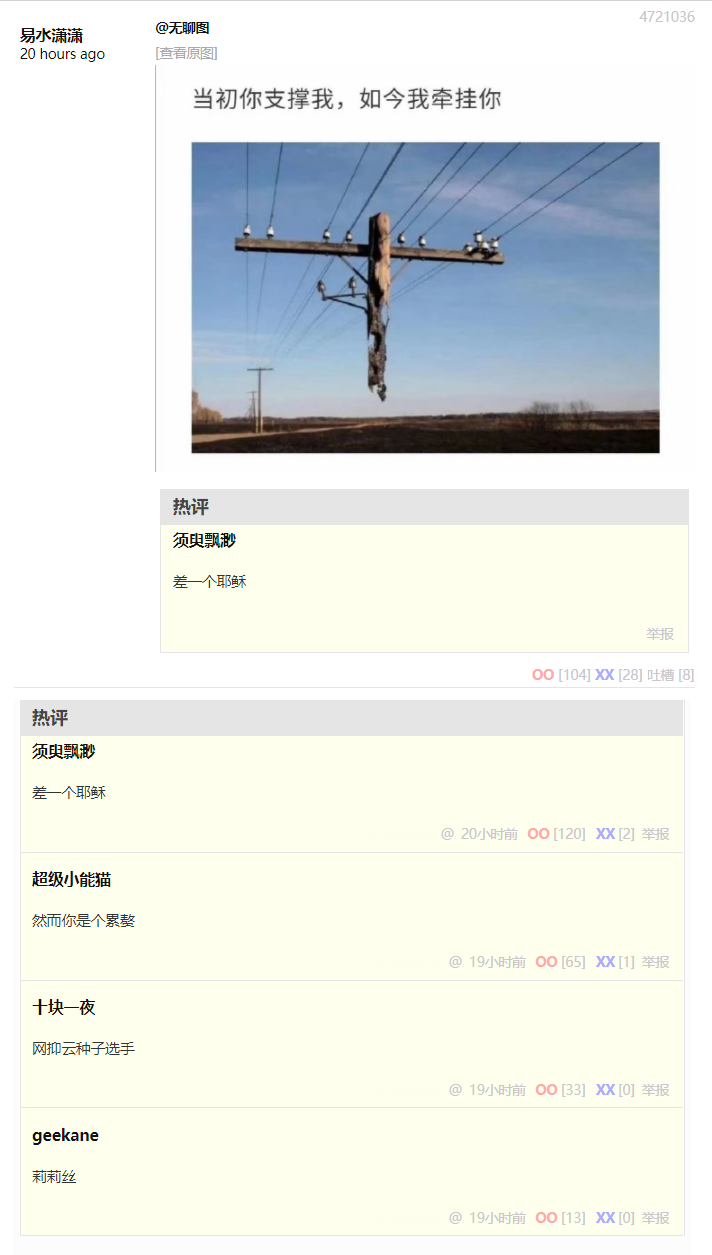 4721036
易水潇潇
20 hours ago
@无聊图
[查看原图]
当初你支撑我，如今我牵挂你
热评
须臾飘渺
差一个耶稣
举报
OO [104] XX [28] 吐槽 [8]
热评
须臾飘渺
差一个耶稣
@ 20小时前 OO [120] XX [2] 举报
超级小能猫
然而你是个累赘
@ 19小时前 OO [65] XX [1] 举报
十块一夜
网抑云种子选手
@ 19小时前 OO [33] XX [0] 举报
geekane
莉莉丝
@ 19小时前 OO [13] XX [0] 举报